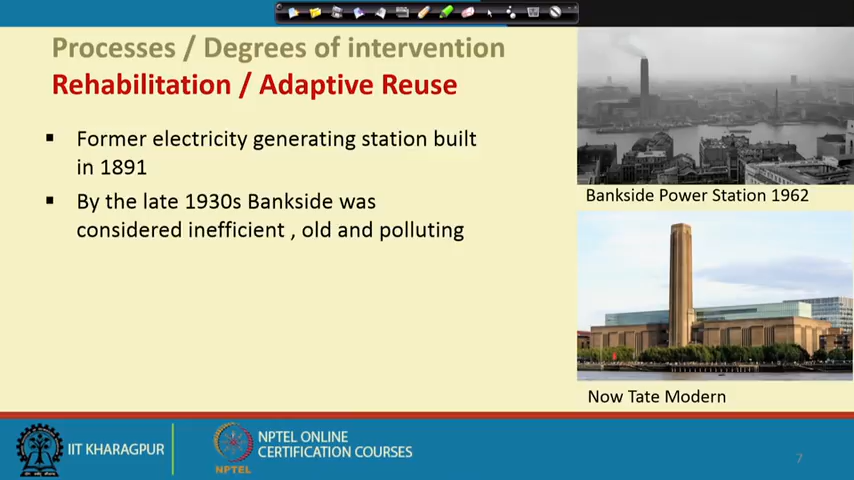 Processes / Degrees of intervention
Rehabilitation / Adaptive Reuse
▪ Former electricity generating station built
in 1891
▪ By the late 1930s Bankside was
considered inefficient , old and polluting
Bankside Power Station 1962
Now Tate Modern
IIT KHARAGPUR
NPTEL
NPTEL ONLINE
CERTIFICATION COURSES
7